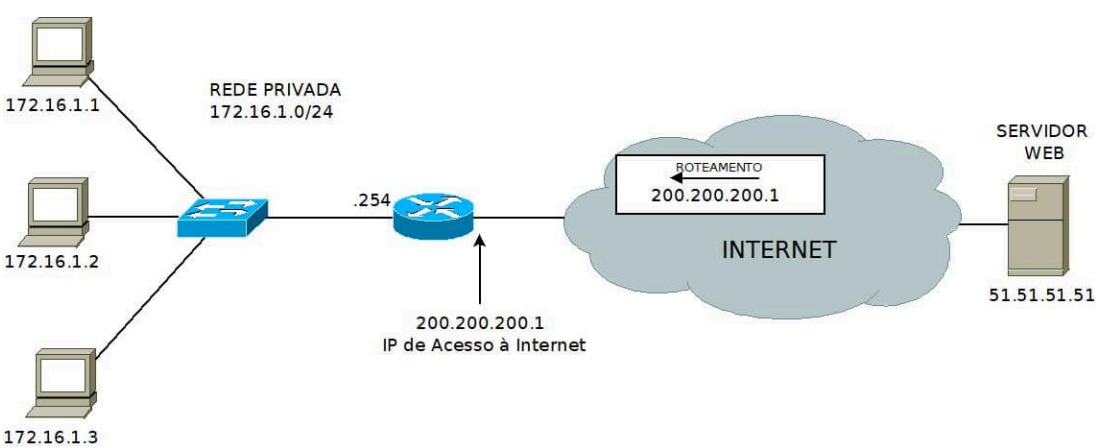 172.16.1.1
REDE PRIVADA
172.16.1.0/24
172.16.1.2
172.16.1.3
.254
200.200.200.1
IP de Acesso à Internet
ROTEAMENTO
200.200.200.1
INTERNET
SERVIDOR
WEB
51.51.51.51